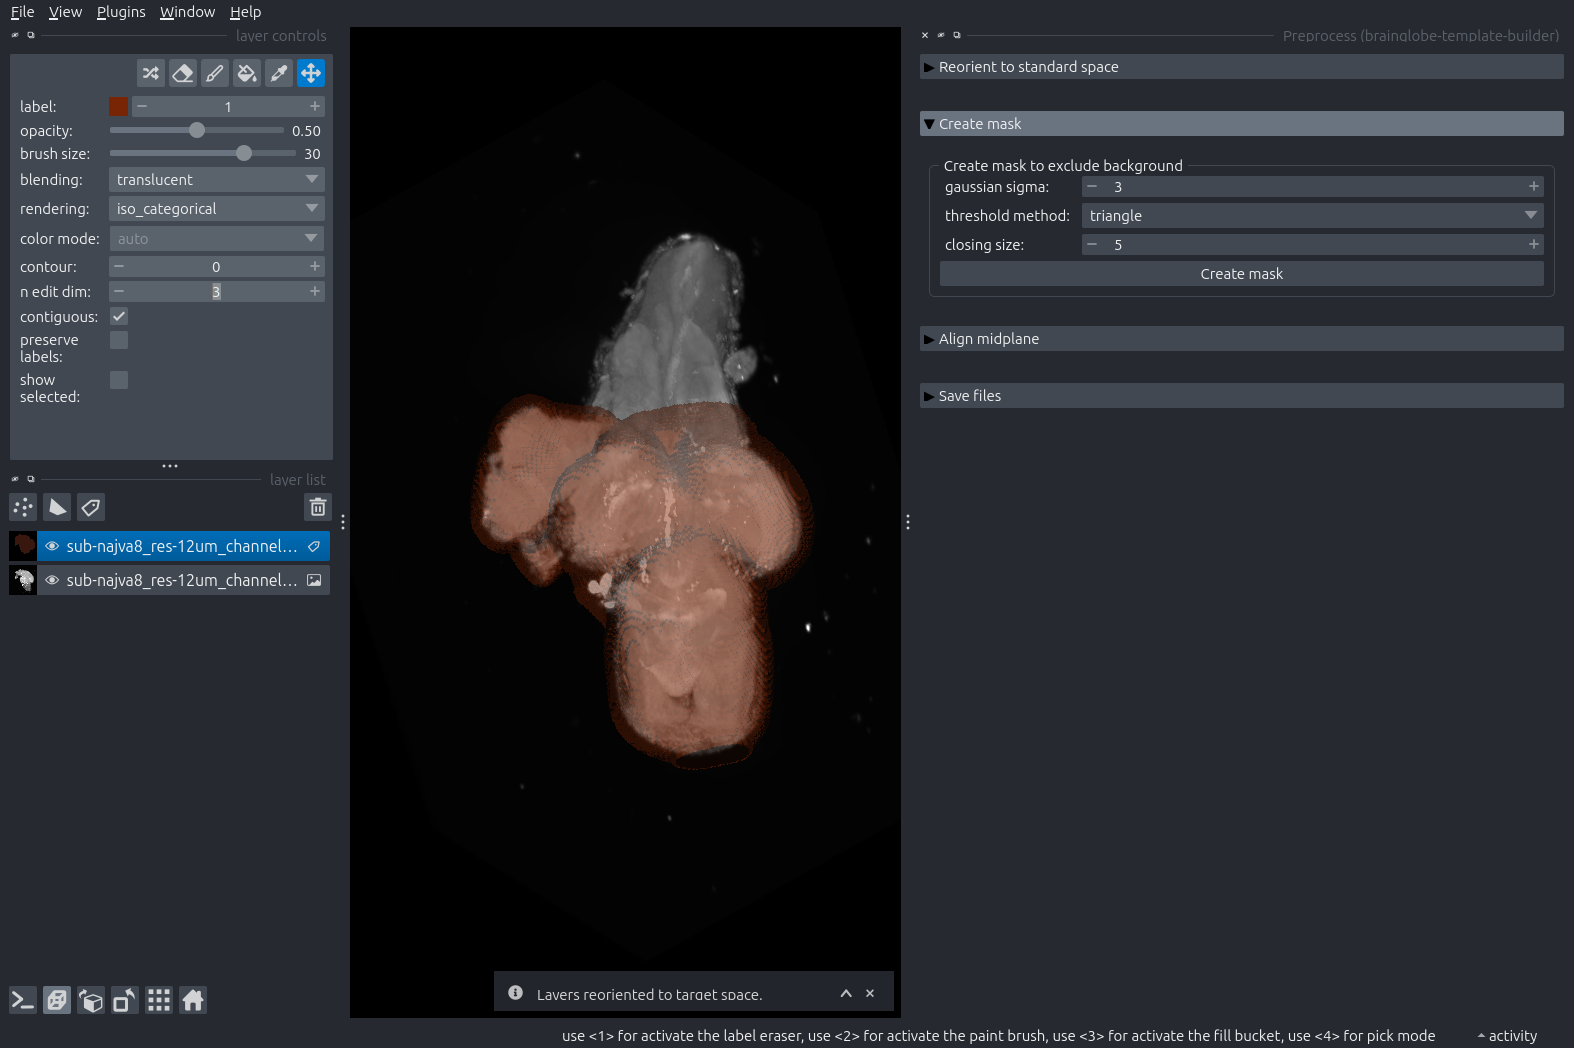 File View Plugins Window Help
layer controls
label: 1
opacity: 0.50
brush size: 30
blending: translucent
rendering: iso_categorical
color mode: auto
contour: 0
n edit dim: 3
contiguous:
preserve
labels:
show
selected:
layer list
sub-najva8_res-12um_channel...
sub-najva8_res-12um_channel...
Preprocess (brainglobe-template-builder)
Reorient to standard space
Create mask
Create mask to exclude background
gaussian sigma: 3
threshold method: triangle
closing size: 5
Create mask
Align midplane
Save files
Layers reoriented to target space.
use <1> for activate the label eraser, use <2> for activate the paint brush, use <3> for activate the fill bucket, use <4> for pick mode
activity